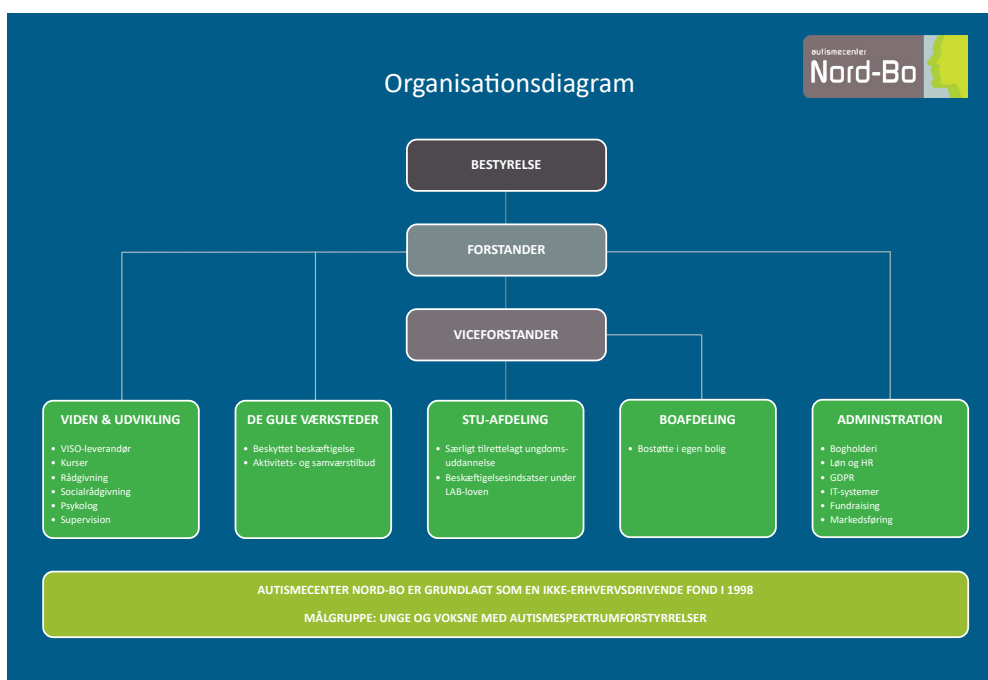 autismecenter
Nord-Bo
Organisationsdiagram
BESTYRELSE
FORSTANDER
VICEFORSTANDER
VIDEN & UDVIKLING
• VISO-leverandør
• Kurser
• Rådgivning
• Socialrådgivning
• Psykolog
• Supervision
DE GULE VÆRKSTEDER
• Beskyttet beskæftigelse
• Aktivitets- og samværstilbud
STU-AFDELING
• Særligt tilrettelagt ungdoms-
uddannelse
• Beskæftigelsesindsatser under
LAB-loven
BOAFDELING
• Bostøtte i egen bolig
ADMINISTRATION
• Bogholderi
• Løn og HR
• GDPR
• IT-systemer
• Fundraising
• Markedsføring
AUTISMECENTER NORD-BO ER GRUNDLAGT SOM EN IKKE-ERHVERVSDRIVENDE FOND I 1998
MÅLGRUPPE: UNGE OG VOKSNE MED AUTISMESPEKTRUMFORSTYRRELSER